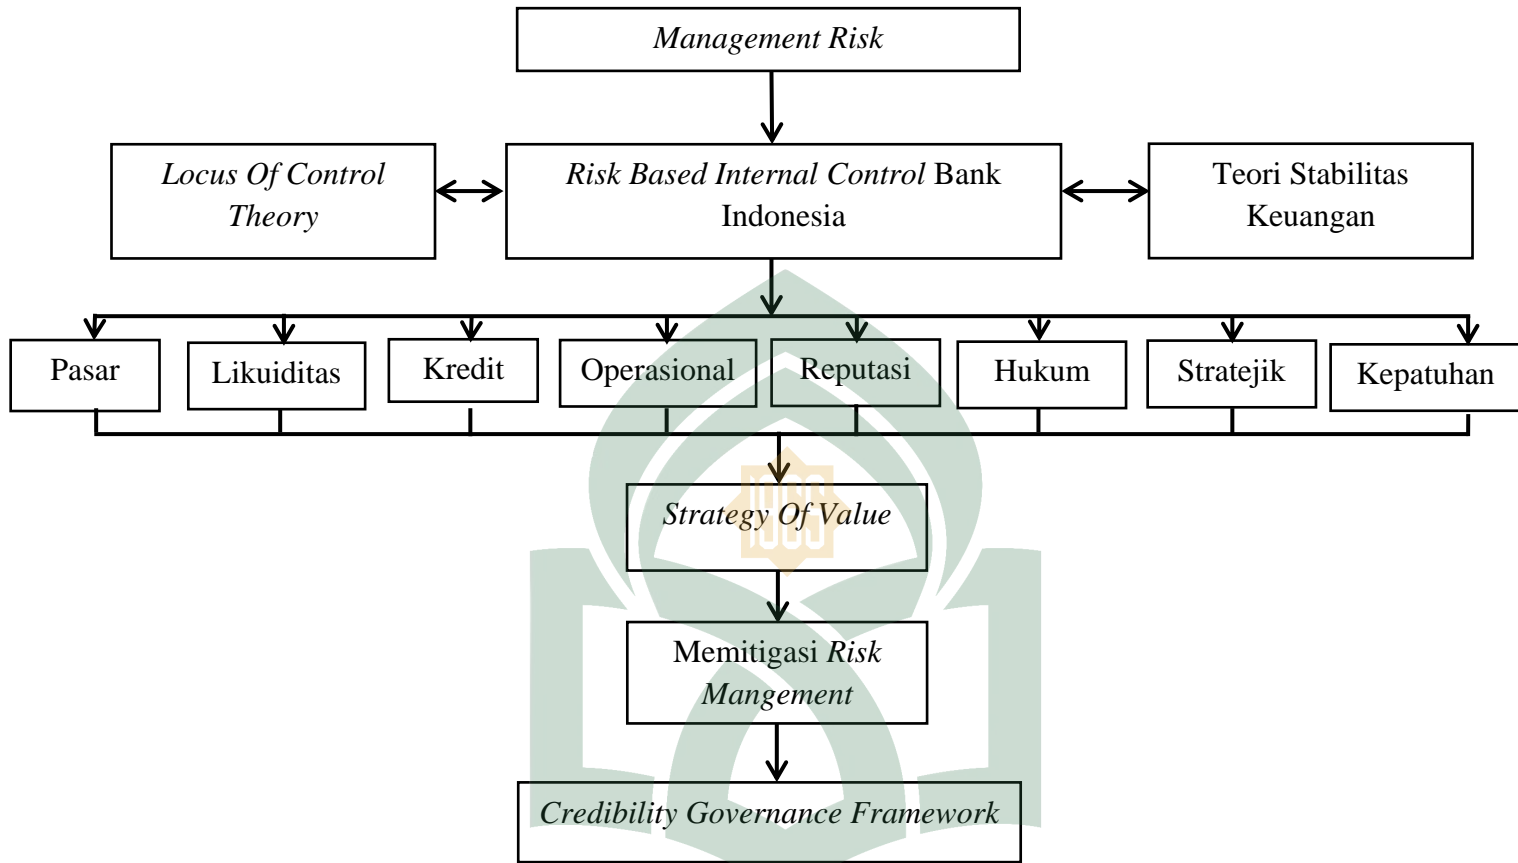 Management Risk
Locus Of Control
Theory
Risk Based Internal Control Bank
Indonesia
Teori Stabilitas
Keuangan
Pasar
Likuiditas
Kredit
Operasional
Reputasi
Hukum
Stratejik
Kepatuhan
Strategy Of Value
Memitigasi Risk
Mangement
Credibility Governance Framework